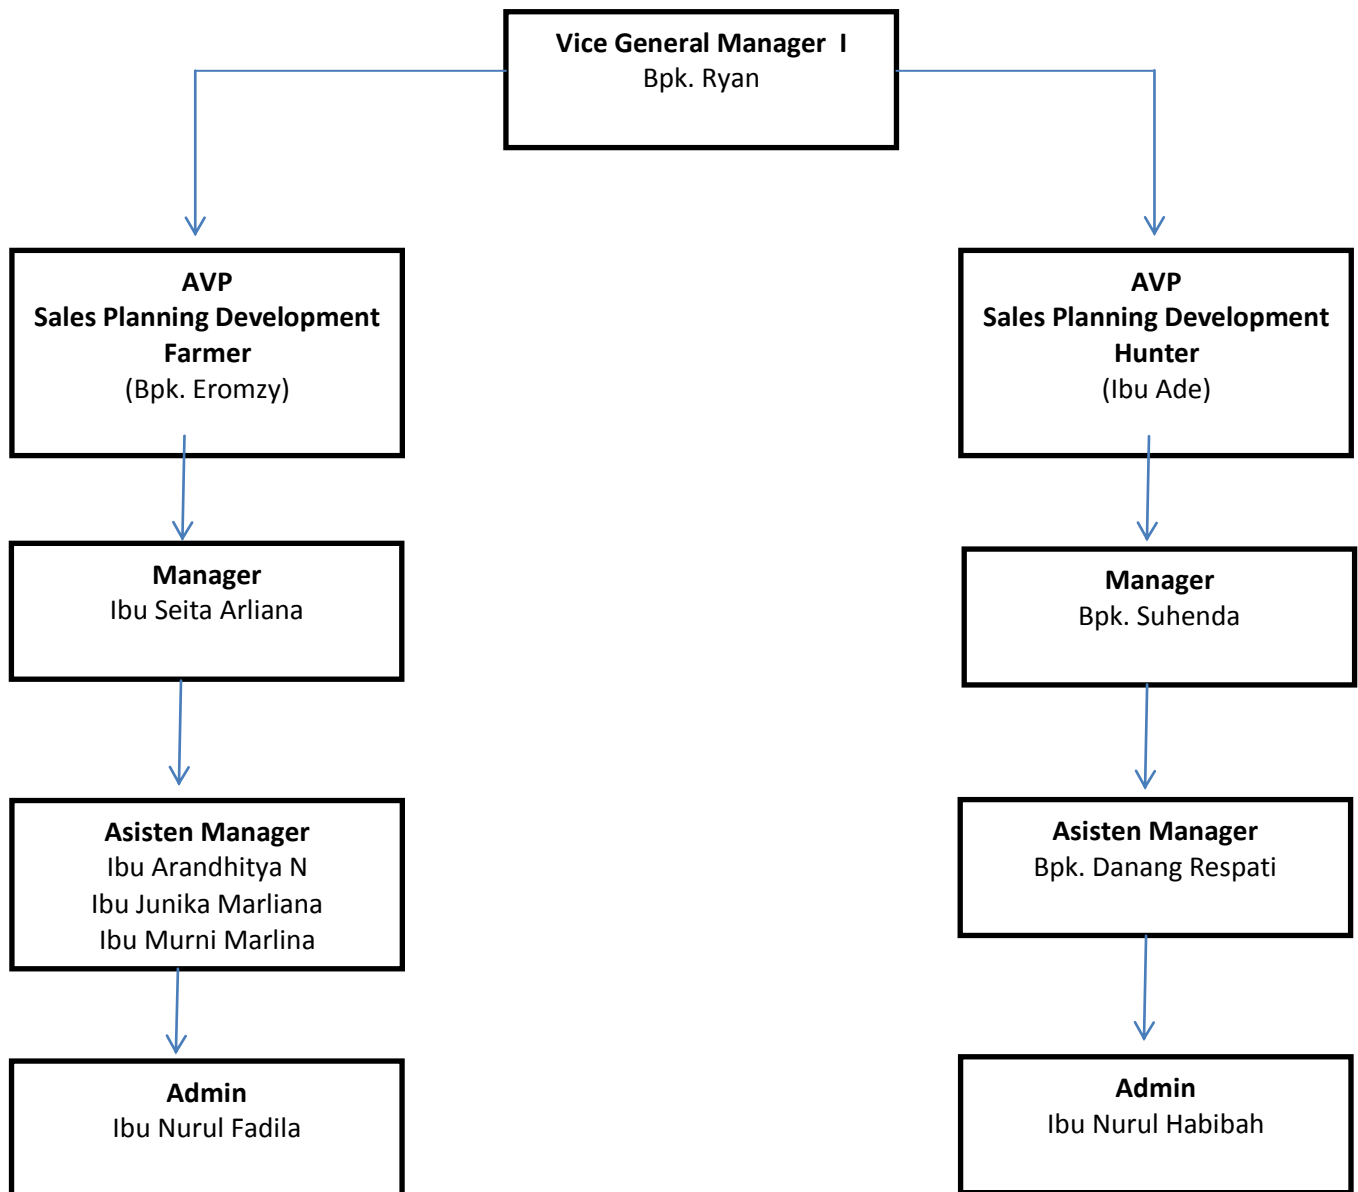 Vice General Manager  I
Bpk. Ryan
AVP
Sales Planning Development
Farmer
(Bpk. Eromzy)
AVP
Sales Planning Development
Hunter
(Ibu Ade)
Manager
Ibu Seita Arliana
Manager
Bpk. Suhenda
Asisten Manager
Ibu Arandhitya N
Ibu Junika Marliana
Ibu Murni Marlina
Asisten Manager
Bpk. Danang Respati
Admin
Ibu Nurul Fadila
Admin
Ibu Nurul Habibah